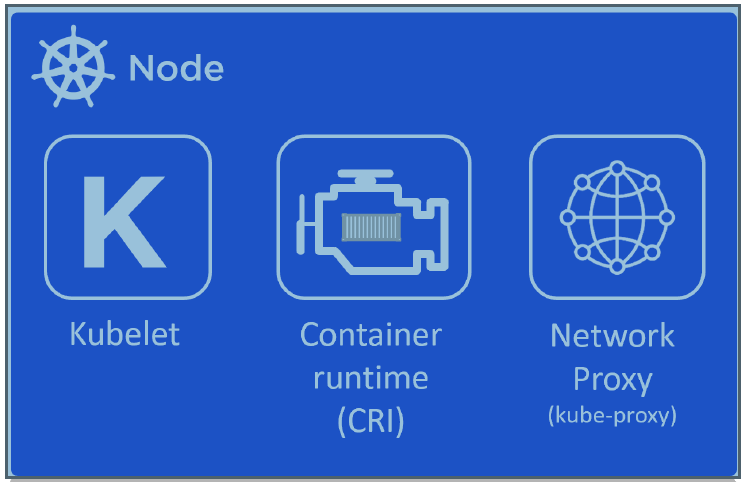 Node
K
Kubelet
Container
runtime
(CRI)
Network
Proxy
(kube-proxy)